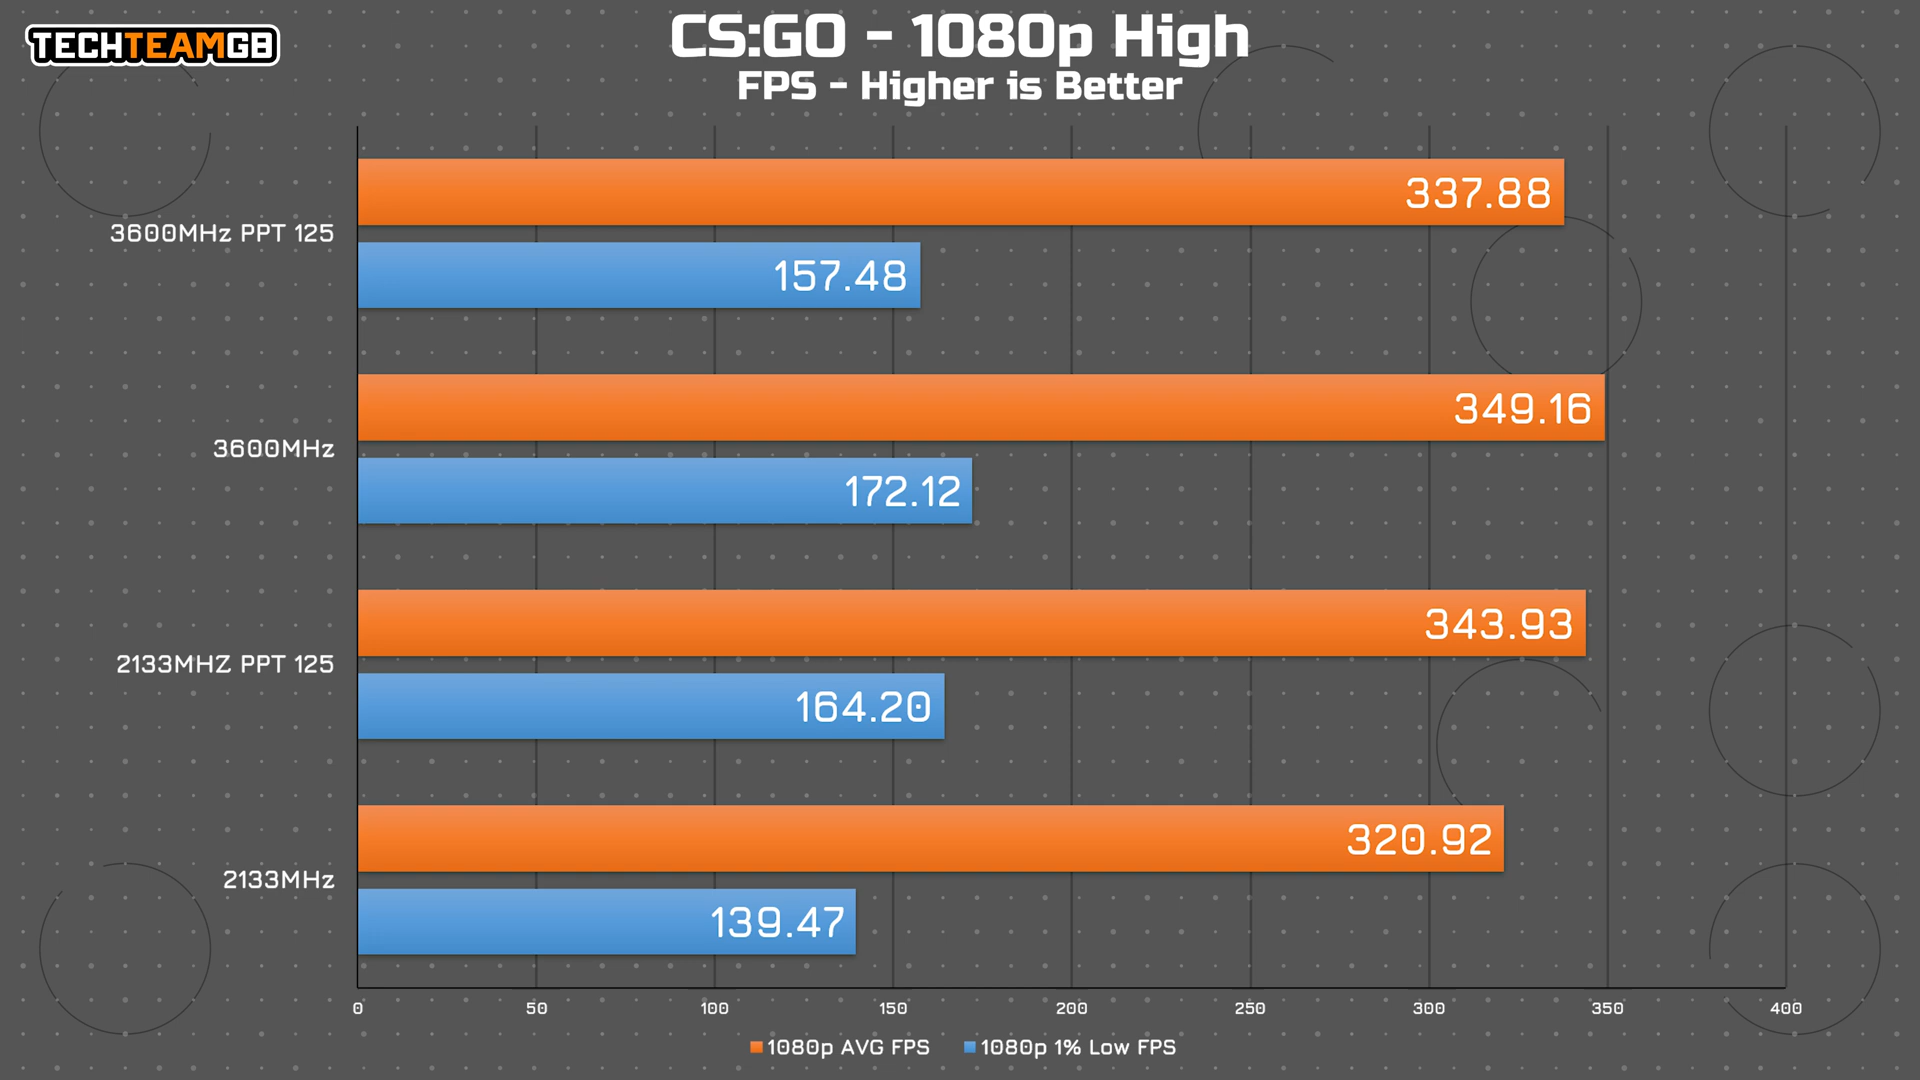 TECHTEAMGB
CS:GO - 1080p High
FPS - Higher is Better
3600MHz PPT 125
337.88
157.48
3600MHz
349.16
172.12
2133MHZ PPT 125
343.93
164.20
2133MHz
320.92
139.47
0 50 100 150 200 250 300 350 400
1080p AVG FPS 1080p 1% Low FPS